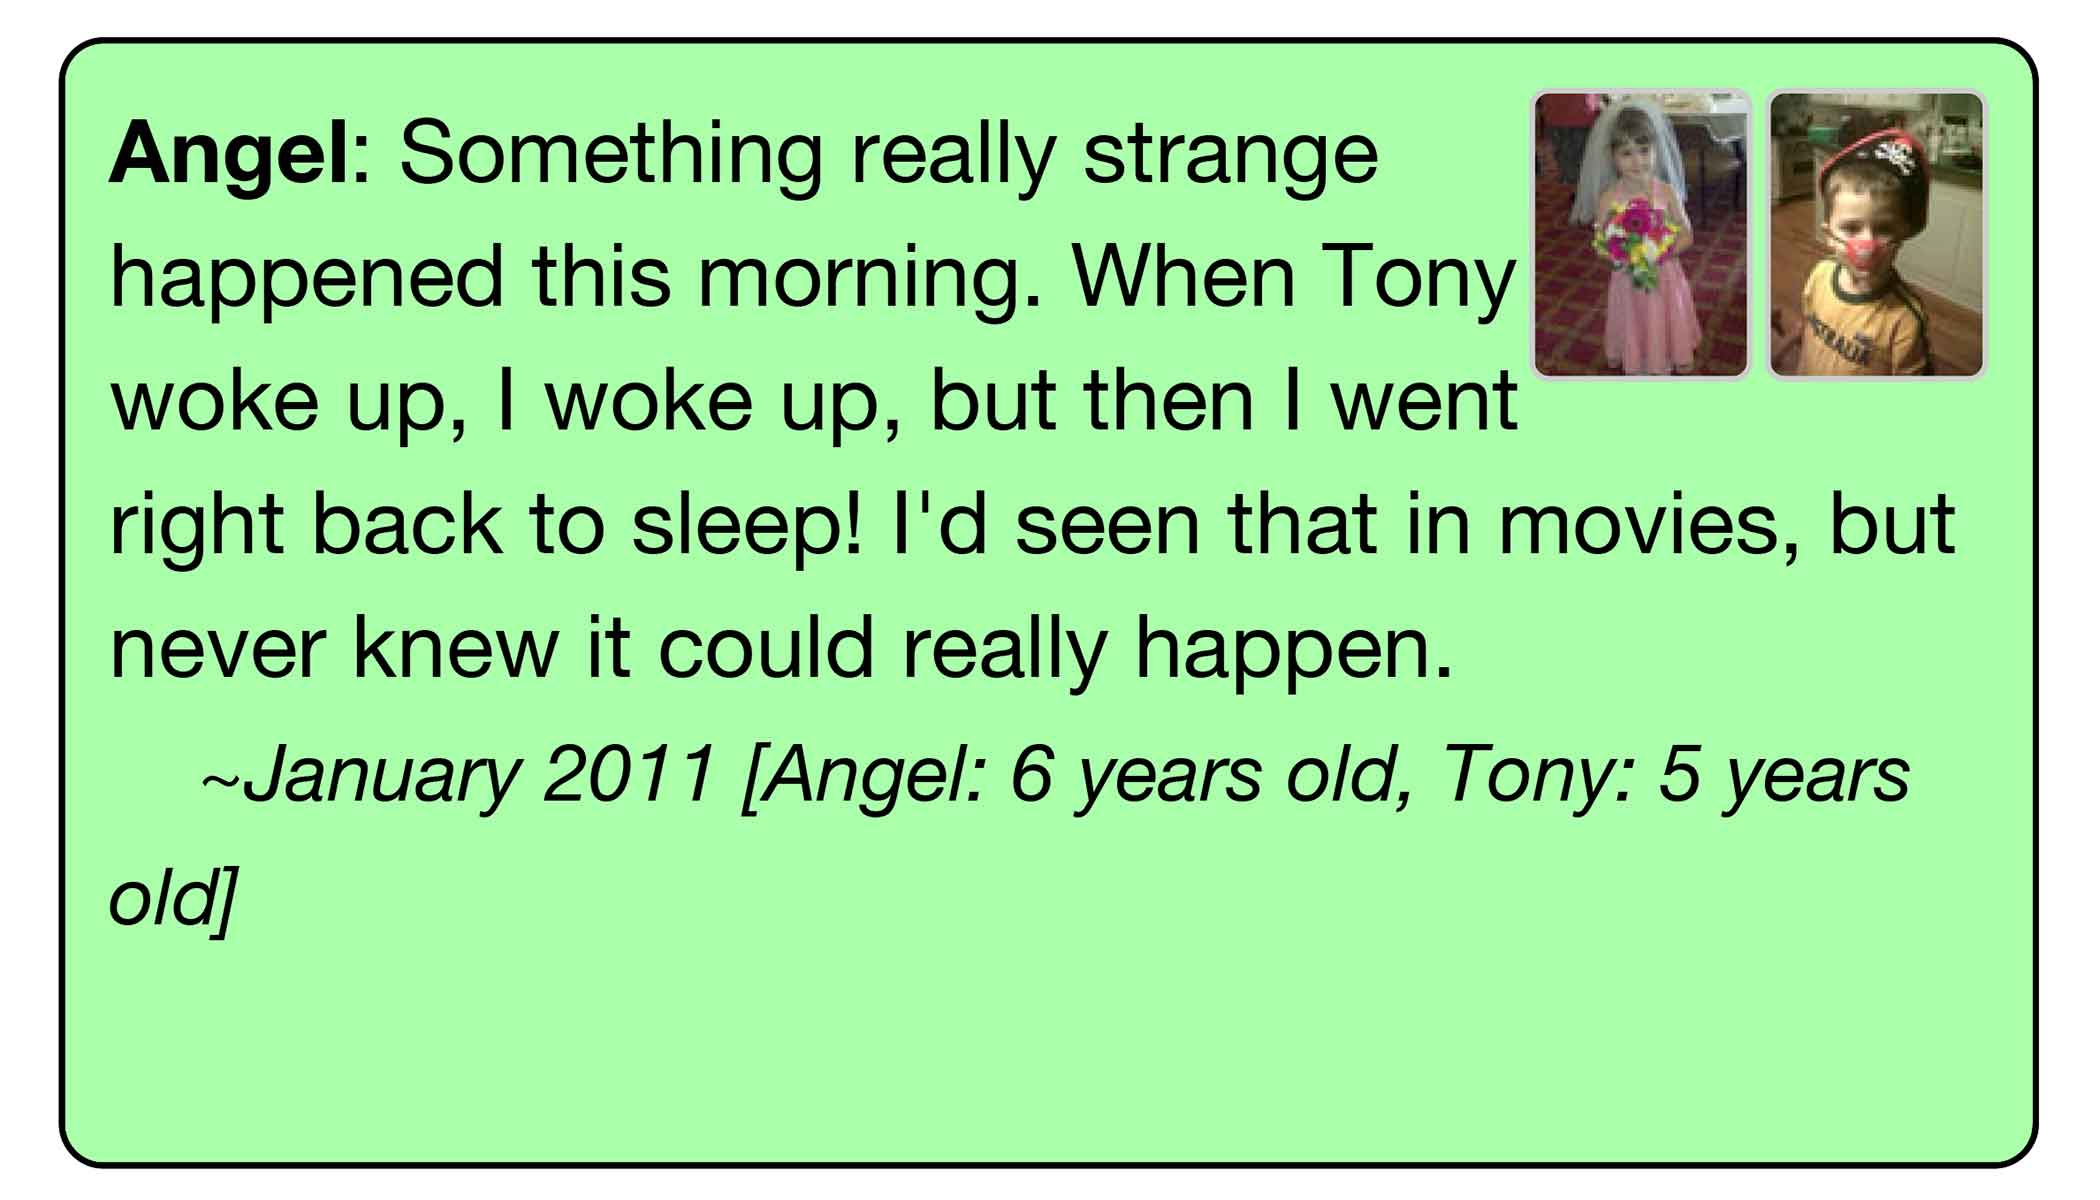 Angel: Something really strange
happened this morning. When Tony
woke up, I woke up, but then I went
right back to sleep! I'd seen that in movies, but
never knew it could really happen.
~January 2011 [Angel: 6 years old, Tony: 5 years
old]